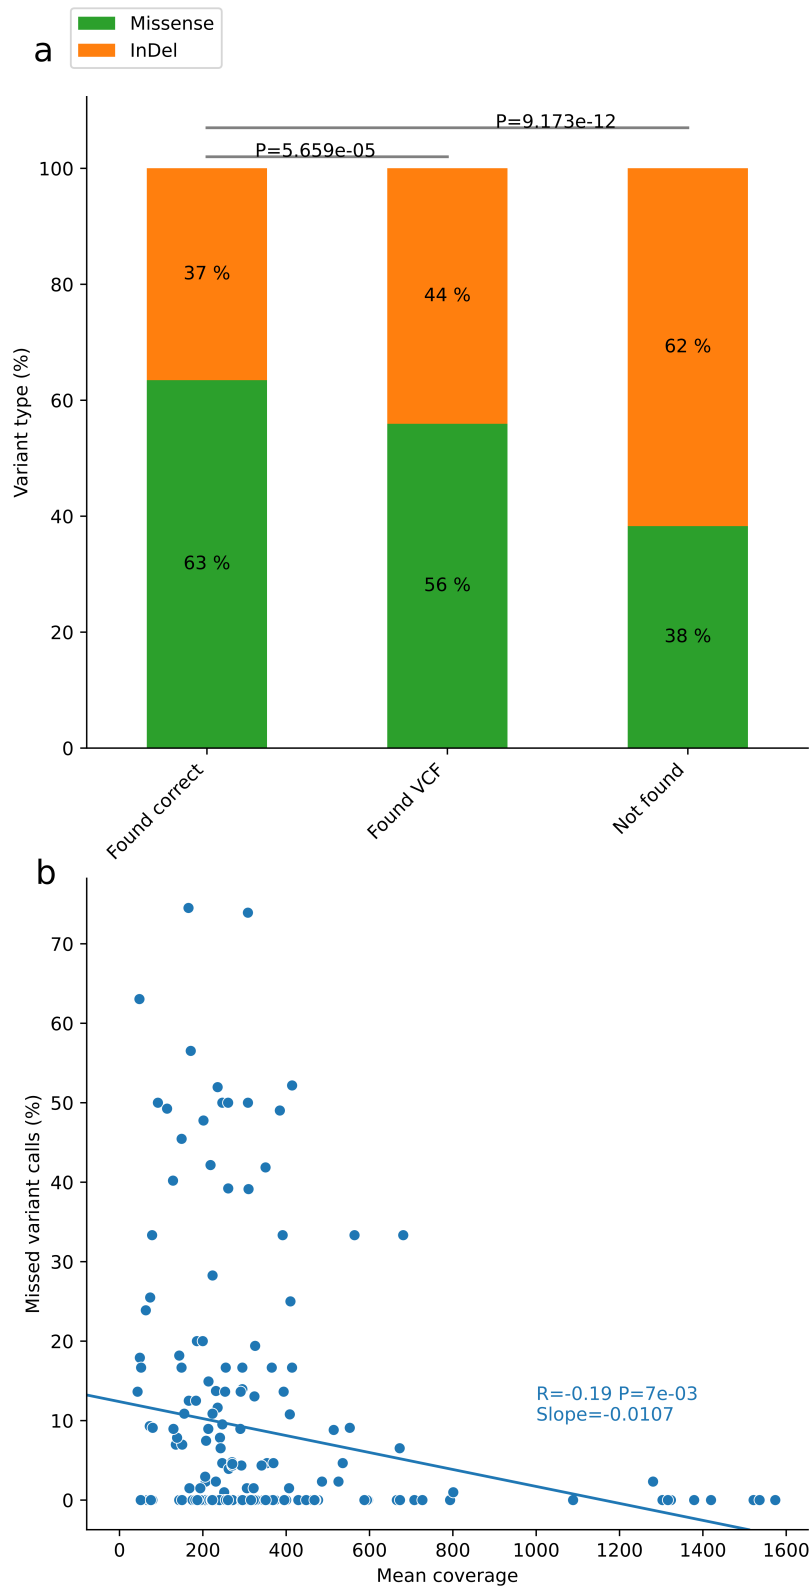 a
Missense
InDel
P=9.173e-12
P=5.659e-05
100
80
60
40
20
0
Variant type (%)
37 %
44 %
62 %
63 %
56 %
38 %
Found correct
Found VCF
Not found
b
70
60
50
40
30
20
10
0
Missed variant calls (%)
R=-0.19 P=7e-03
Slope=-0.0107
0 200 400 600 800 1000 1200 1400 1600
Mean coverage